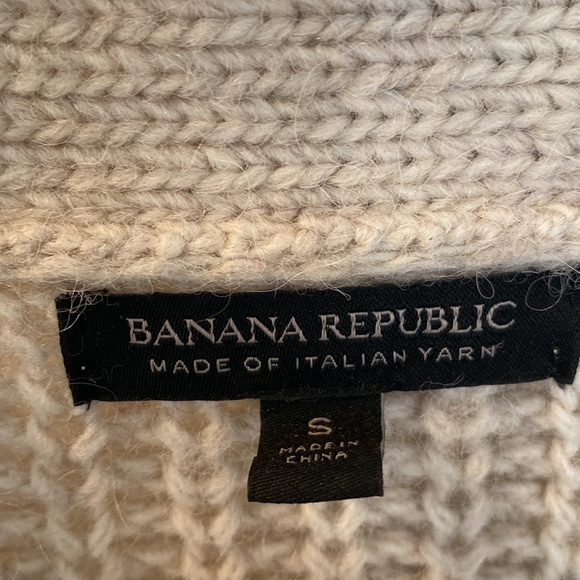 BANANA REPUBLIC
MADE OF ITALIAN YARN
S
MADE IN
CHINA